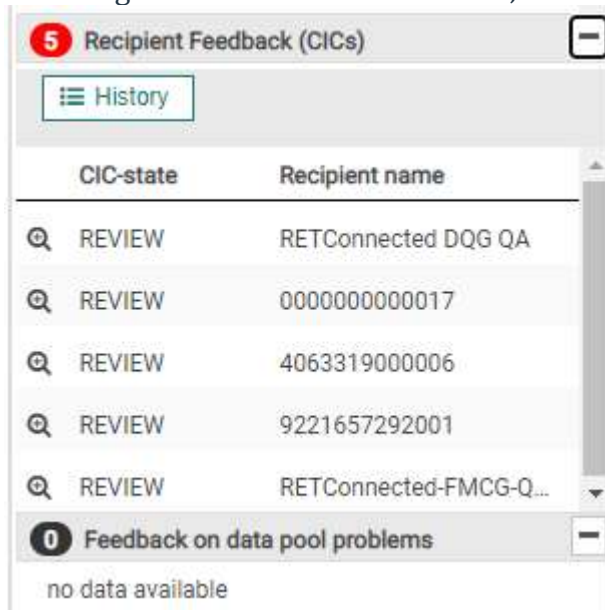 5 Recipient Feedback (CICs)
History
CIC-state Recipient name
REVIEW RETConnected DQG QA
REVIEW 0000000000017
REVIEW 4063319000006
REVIEW 9221657292001
REVIEW RETConnected-FMCG-Q...
0 Feedback on data pool problems
no data available